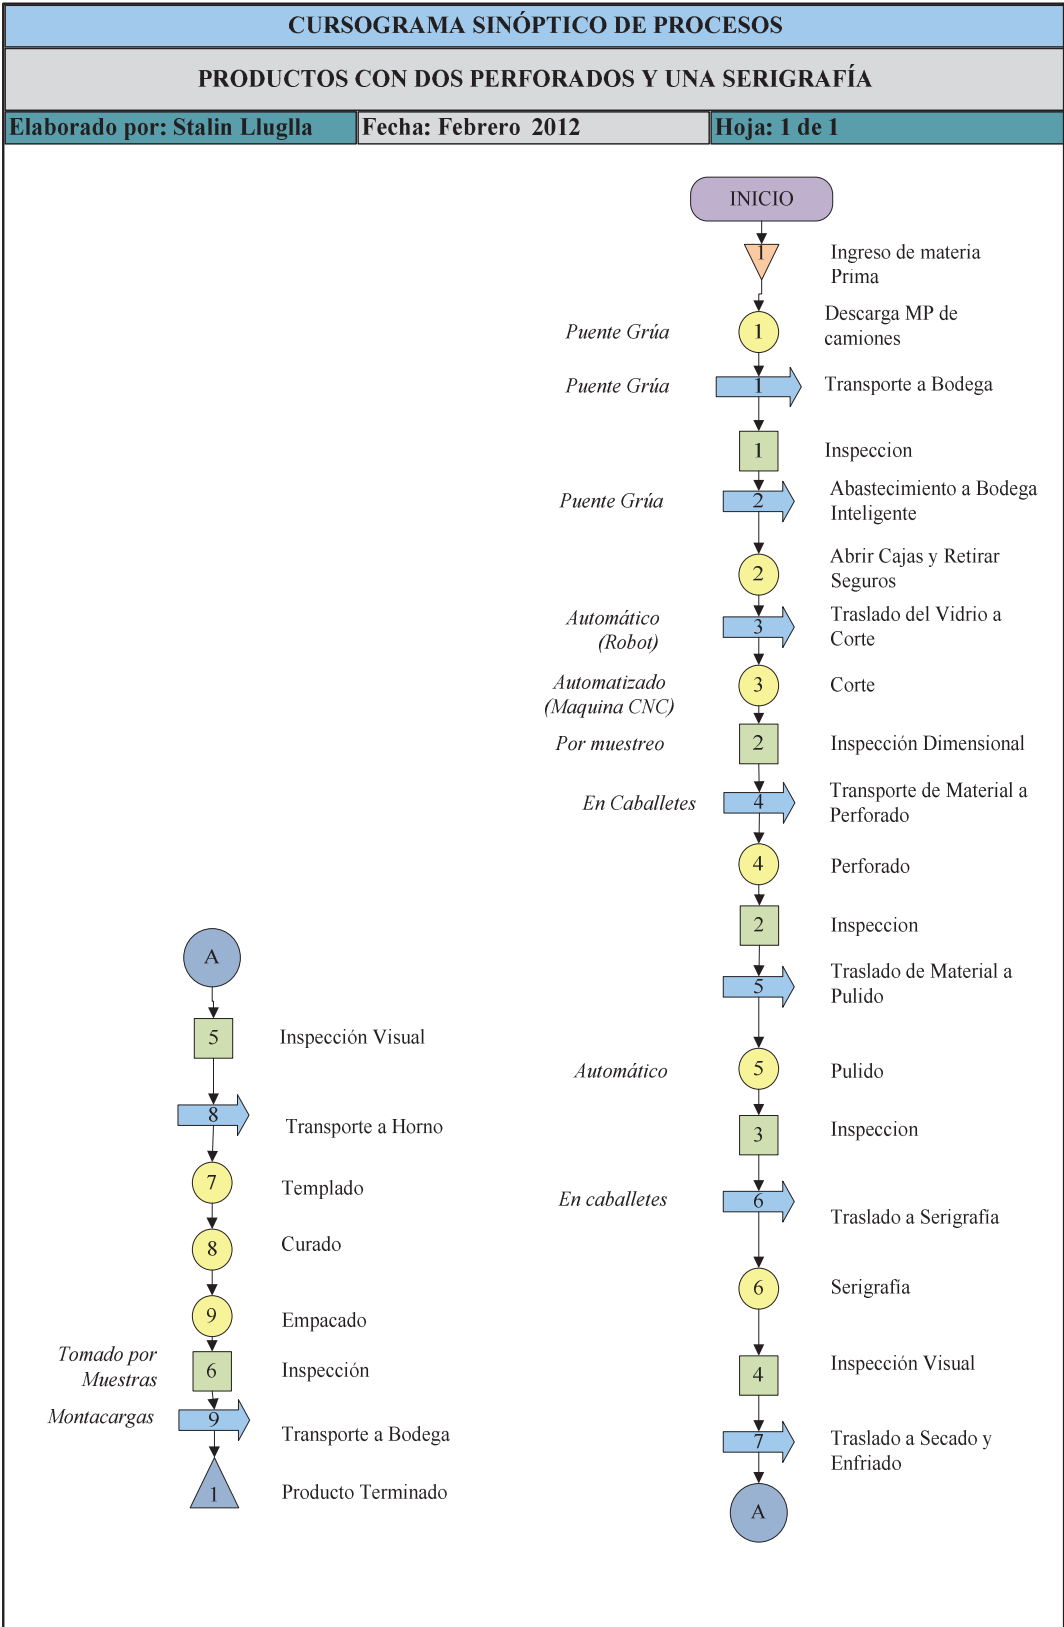 CURSOGRAMA SINÓPTICO DE PROCESOS
PRODUCTOS CON DOS PERFORADOS Y UNA SERIGRAFÍA
Elaborado por: Stalin Lluglla
Fecha: Febrero 2012
Hoja: 1 de 1
INICIO
1
Ingreso de materia
Prima
Puente Grúa
1
Descarga MP de
camiones
Puente Grúa
1
Transporte a Bodega
1
Inspeccion
Puente Grúa
2
Abastecimiento a Bodega
Inteligente
2
Abrir Cajas y Retirar
Seguros
Automático
(Robot)
3
Traslado del Vidrio a
Corte
Automatizado
(Maquina CNC)
3
Corte
Por muestreo
2
Inspección Dimensional
En Caballetes
4
Transporte de Material a
Perforado
4
Perforado
2
Inspeccion
5
Traslado de Material a
Pulido
Automático
5
Pulido
3
Inspeccion
En caballetes
6
Traslado a Serigrafía
6
Serigrafía
4
Inspección Visual
7
Traslado a Secado y
Enfriado
A
A
5
Inspección Visual
8
Transporte a Horno
7
Templado
8
Curado
9
Empacado
Tomado por
Muestras
6
Inspección
Montacargas
9
Transporte a Bodega
1
Producto Terminado